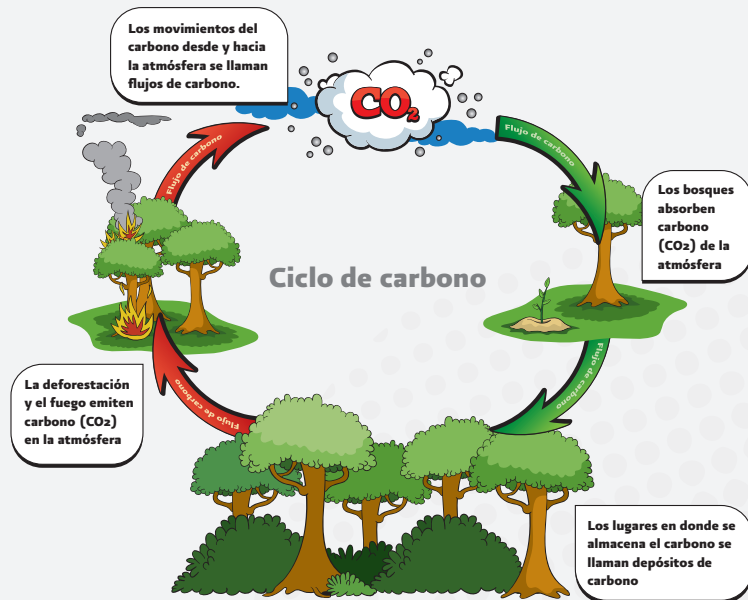 Los movimientos del
carbono desde y hacia
la atmósfera se llaman
flujos de carbono.
CO2
Flujo de carbono
Flujo de carbono
Los bosques
absorben
carbono
(CO2) de la
atmósfera
Ciclo de carbono
Flujo de carbono
Flujo de carbono
La deforestación
y el fuego emiten
carbono (CO2)
en la atmósfera
Los lugares en donde se
almacena el carbono se
llaman depósitos de
carbono